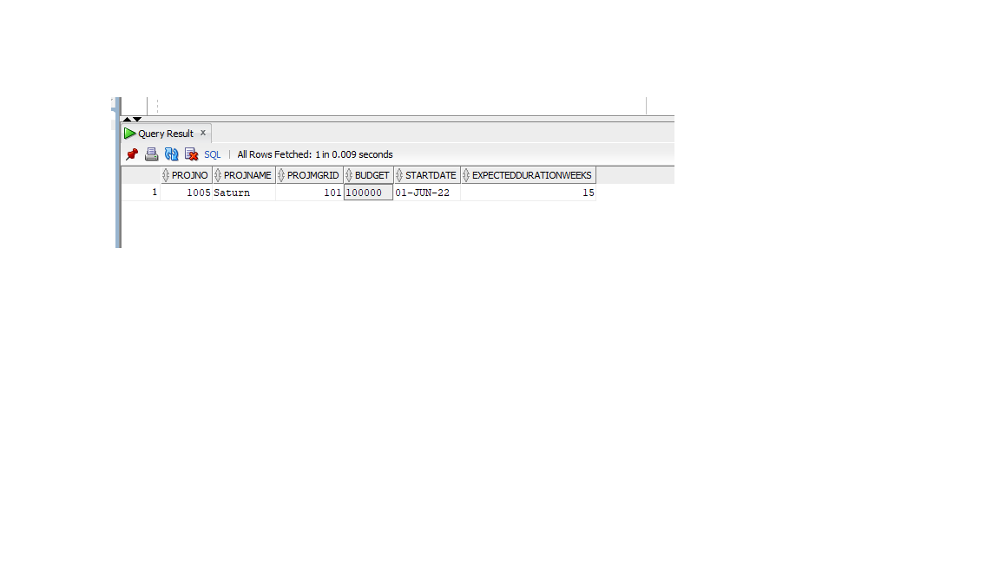 Query Result x
SQL | All Rows Fetched: 1 in 0.009 seconds
PROJNO PROJNAME PROJMGRID BUDGET STARTDATE EXPECTEDDURATIONWEEKS
1 1005 Saturn 101 100000 01-JUN-22 15